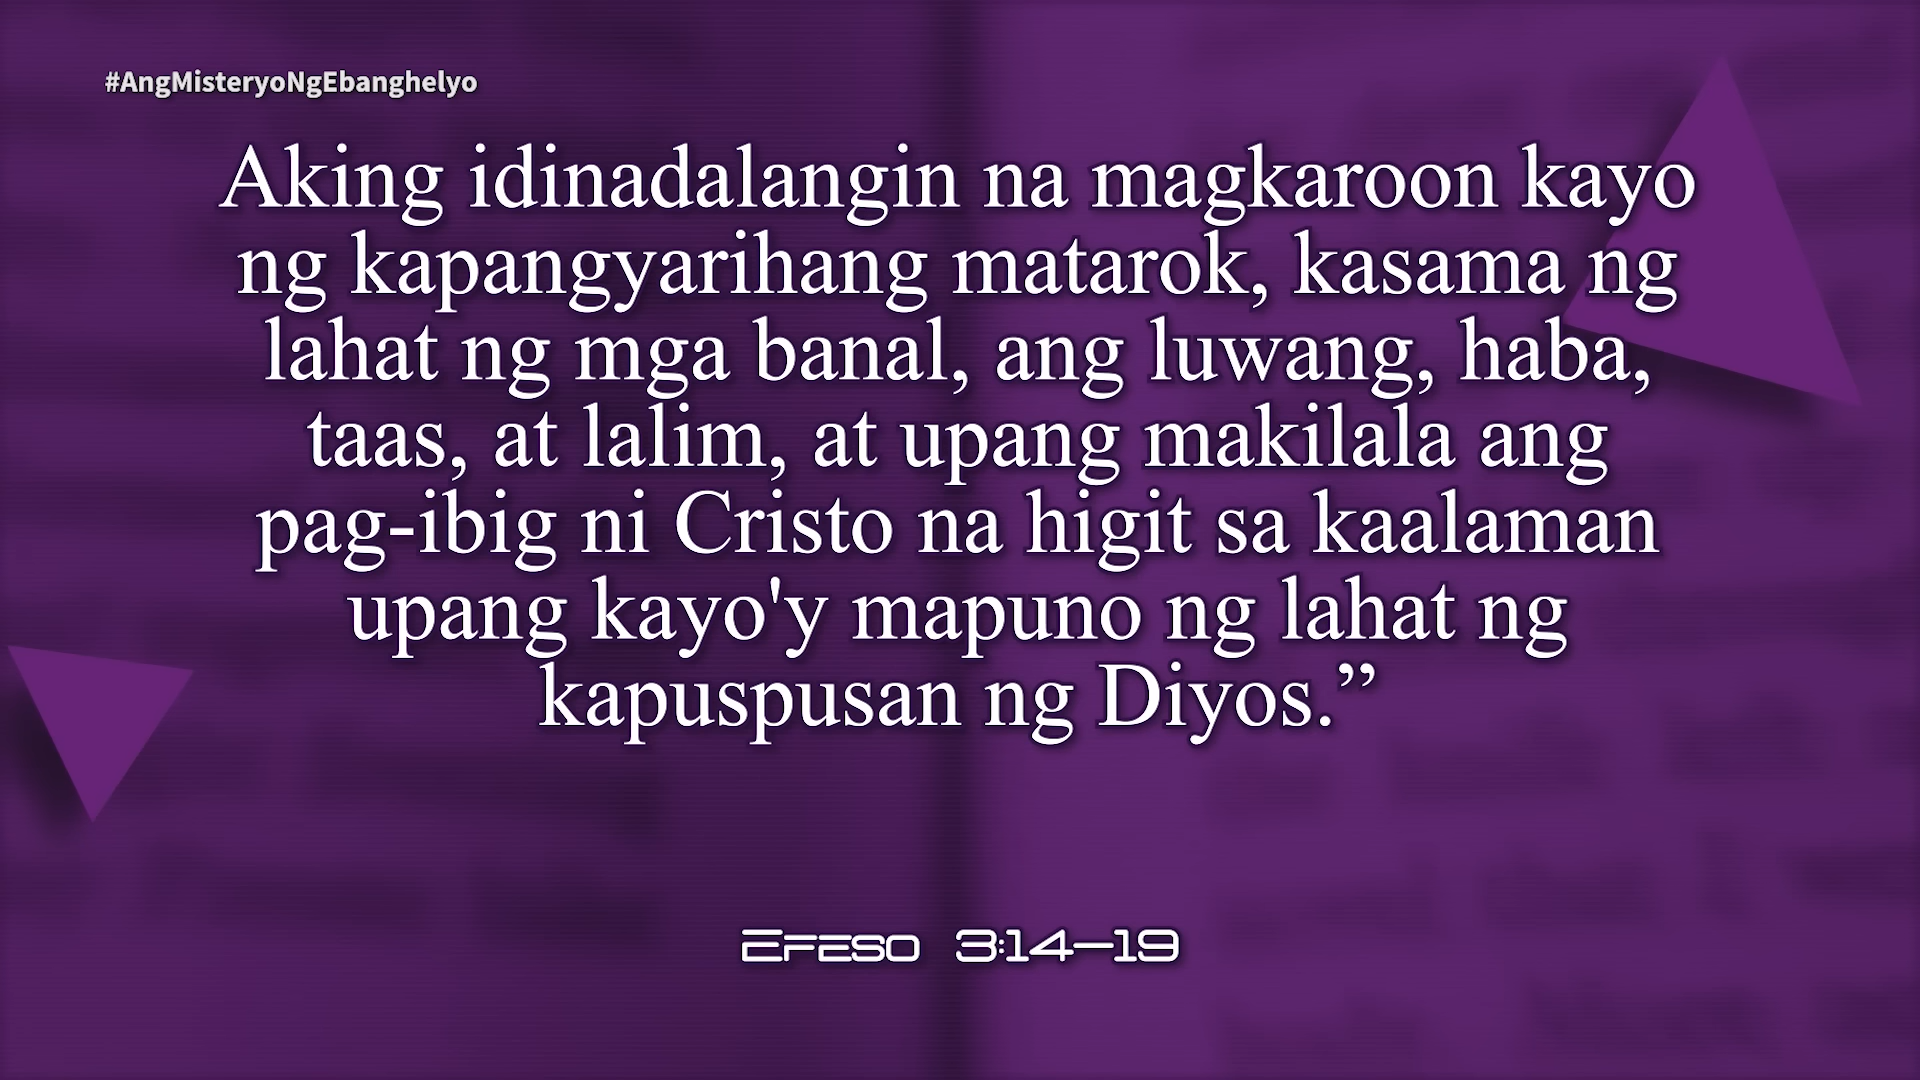 #AngMisteryoNgEbanghelyo
Aking idinadalangin na magkaroon kayo
ng kapangyarihang matarok, kasama ng
lahat ng mga banal, ang luwang, haba,
taas, at lalim, at upang makilala ang
pag-ibig ni Cristo na higit sa kaalaman
upang kayo'y mapuno ng lahat ng
kapuspusan ng Diyos.”
Efeso 3:14–19